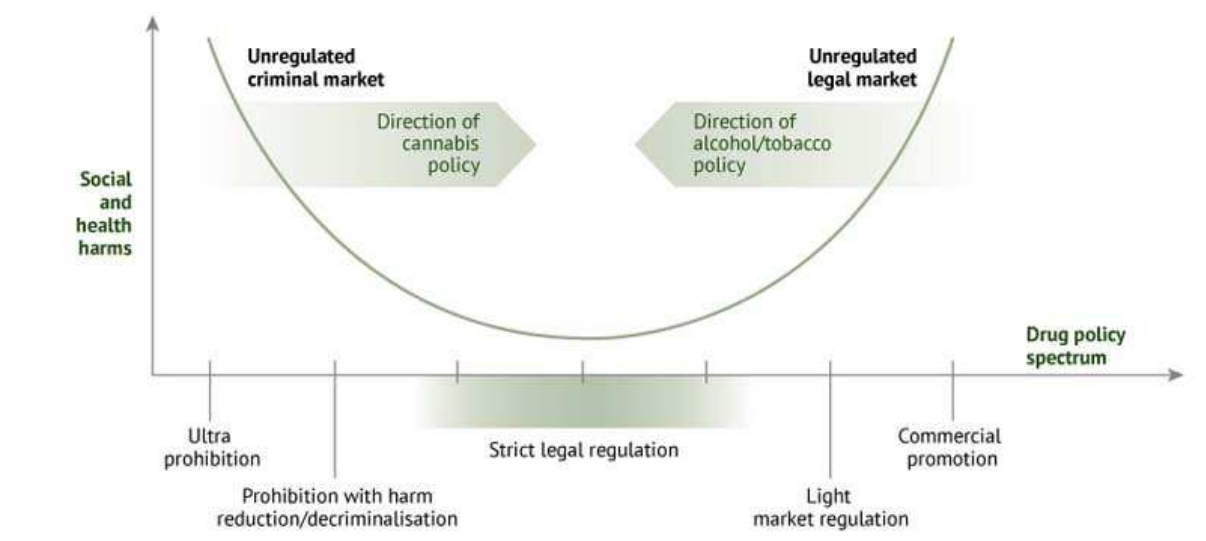 Unregulated
criminal market
Unregulated
legal market
Direction of
cannabis
policy
Direction of
alcohol/tobacco
policy
Social
and
health
harms
Drug policy
spectrum
Ultra
prohibition
Strict legal regulation
Commercial
promotion
Prohibition with harm
reduction/decriminalisation
Light
market regulation